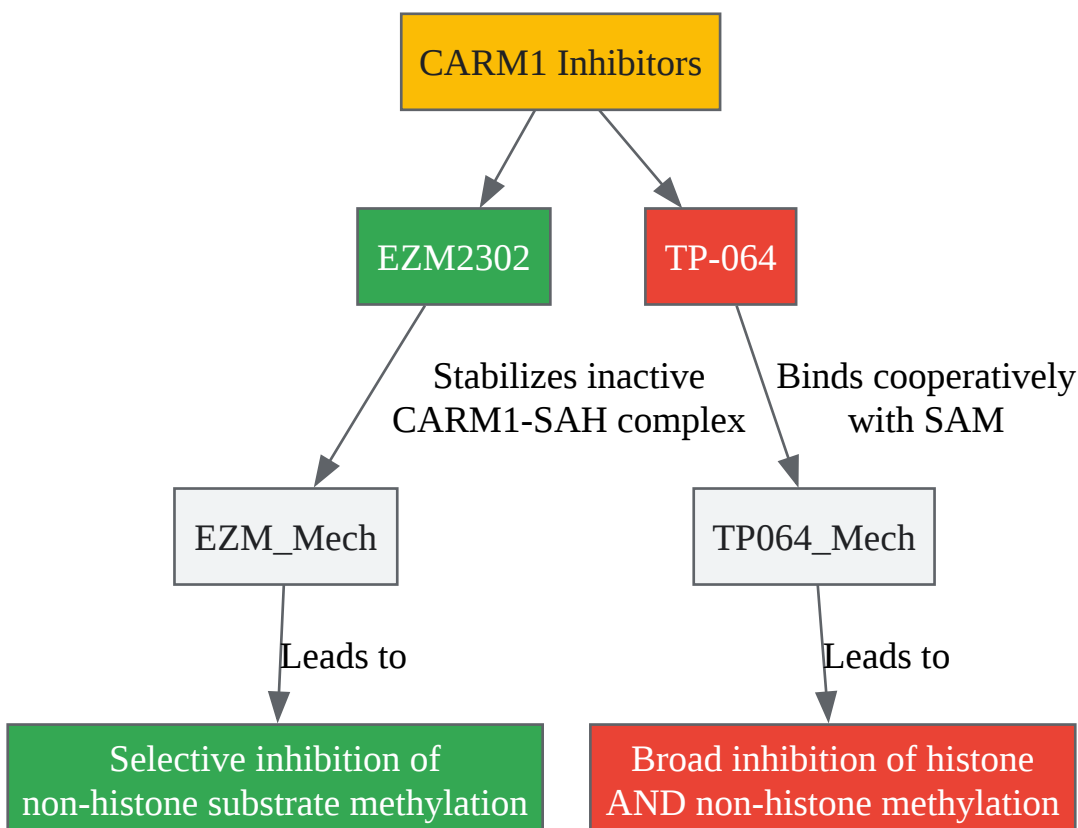 CARM1 Inhibitors
EZM2302
TP-064
Stabilizes inactive
CARM1-SAH complex
Binds cooperatively
with SAM
EZM_Mech
TP064_Mech
Leads to
Leads to
Selective inhibition of
non-histone substrate methylation
Broad inhibition of histone
AND non-histone methylation